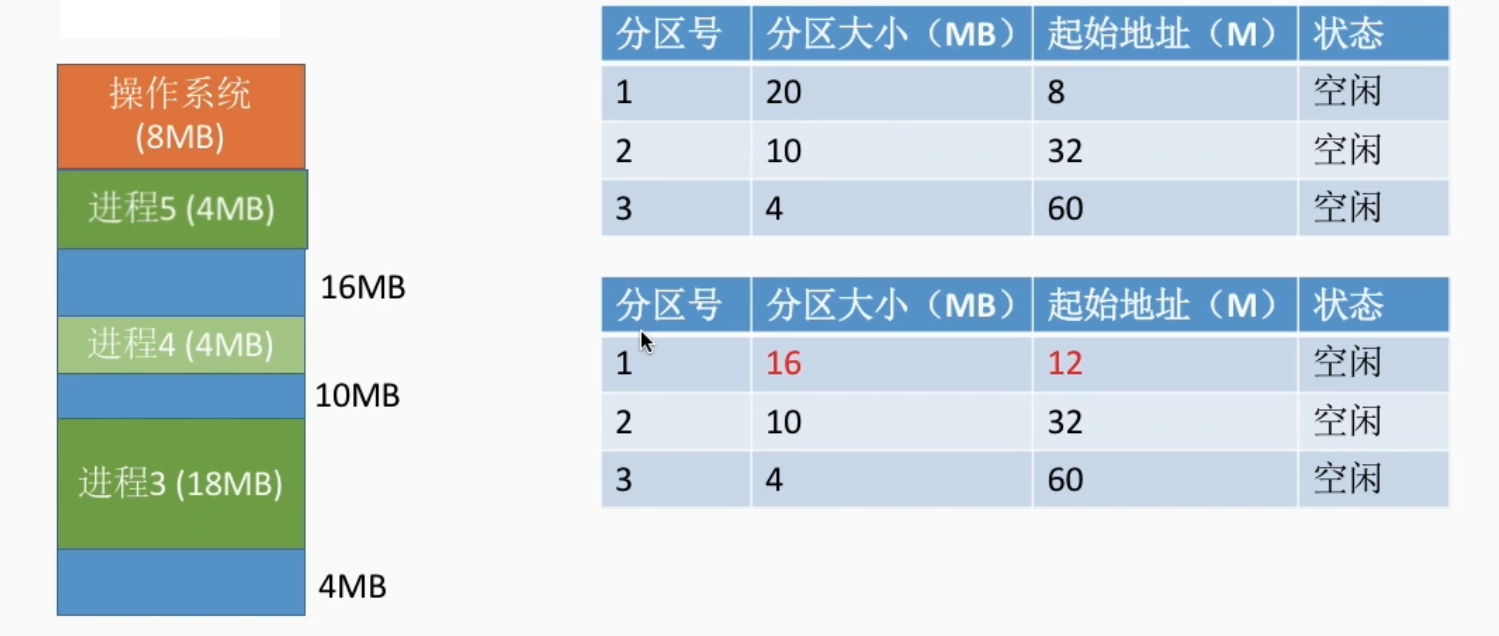 操作系统
(8MB)
进程5 (4MB)
16MB
进程4 (4MB)
10MB
进程3 (18MB)
4MB
分区号 分区大小（MB） 起始地址（M） 状态
1 20 8 空闲
2 10 32 空闲
3 4 60 空闲
分区号 分区大小（MB） 起始地址（M） 状态
1 16 12 空闲
2 10 32 空闲
3 4 60 空闲